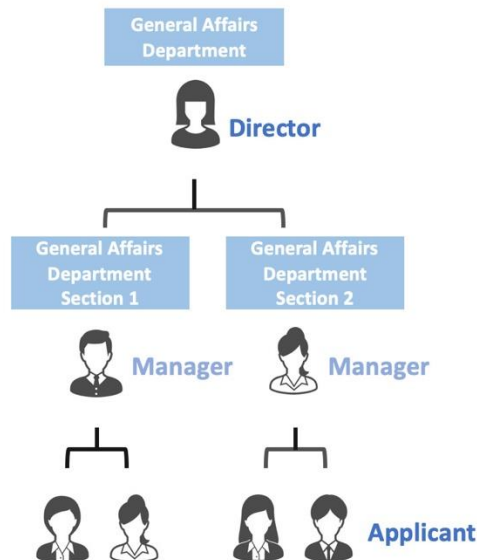 General Affairs
Department
Director
General Affairs
Department
Section 1
General Affairs
Department
Section 2
Manager
Manager
Applicant